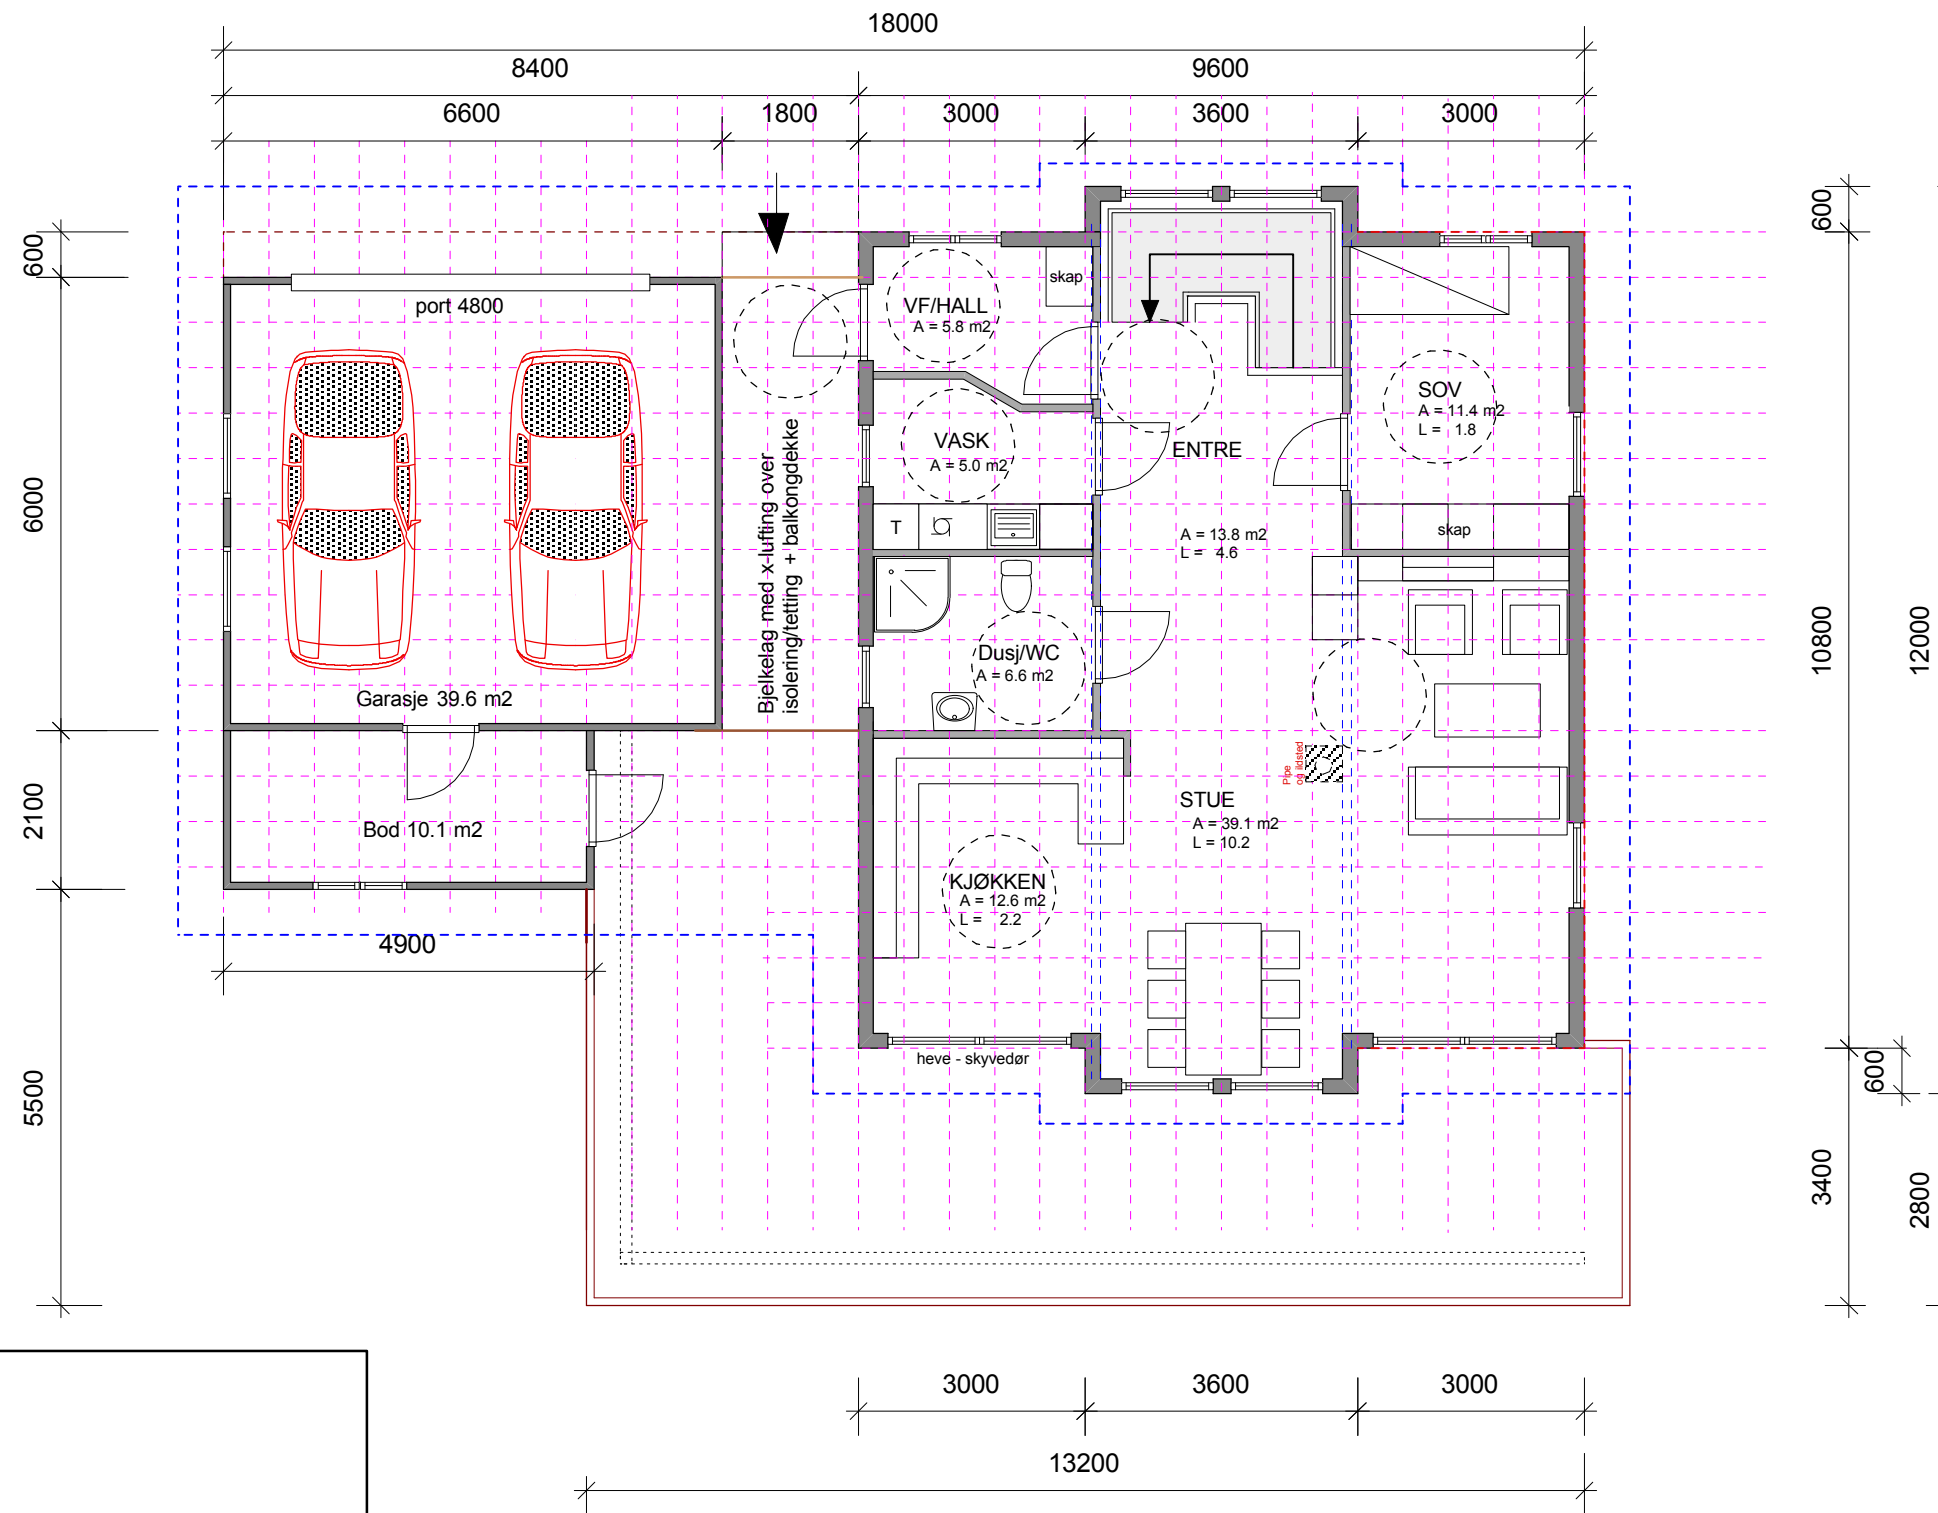 18000
8400
9600
6600
1800
3000
3600
3000
600
6000
2100
5500
600
10800
12000
600
3400
2800
port 4800
Garasje 39.6 m2
Bod 10.1 m2
4900
Bjelkelag med x-lufting over
isolering/tetting + balkongdekke
VF/HALL
A = 5.8 m2
skap
VASK
A = 5.0 m2
T
ENTRE
A = 13.8 m2
L = 4.6
SOV
A = 11.4 m2
L = 1.8
skap
Dusj/WC
A = 6.6 m2
Pipe
og ildsted
STUE
A = 39.1 m2
L = 10.2
KJØKKEN
A = 12.6 m2
L = 2.2
heve - skyvedør
3000
3600
3000
13200